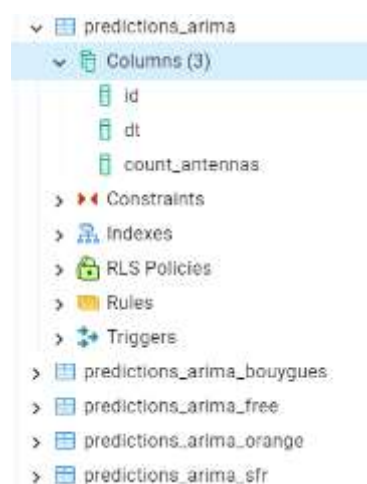 predictions_arima
Columns (3)
id
dt
count_antennas
Constraints
Indexes
RLS Policies
Rules
Triggers
predictions_arima_bouygues
predictions_arima_free
predictions_arima_orange
predictions_arima_sfr